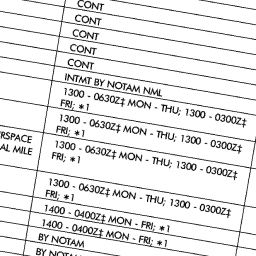 CONT
CONT
CONT
CONT
CONT
INTMT BY NOTAM NML
1300 - 0630Z‡ MON - THU; 1300 - 0300Z‡
FRI; *1
1300 - 0630Z‡ MON - THU; 1300 - 0300Z‡
FRI; *1
RSPACE
AL MILE
1300 - 0630Z‡ MON - THU; 1300 - 0300Z‡
FRI; *1
1300 - 0630Z‡ MON - THU; 1300 - 0300Z‡
FRI; *1
1400 - 0400Z‡ MON - FRI; *1
1400 - 0400Z‡ MON - FRI; *1
BY NOTAM
BY NOTAM